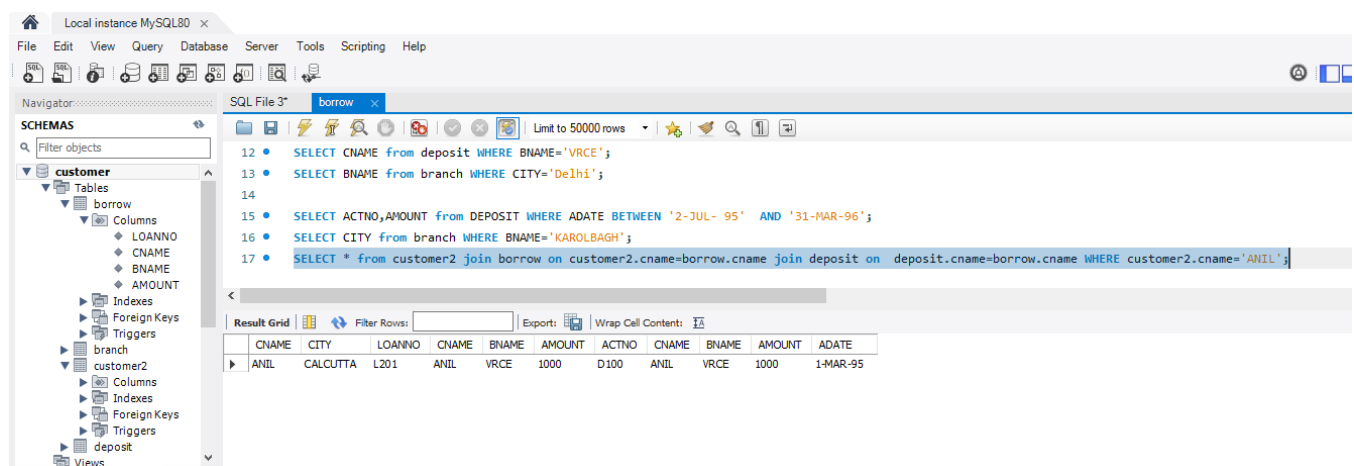 Local instance MySQL80 ×
File Edit View Query Database Server Tools Scripting Help
Navigator
SCHEMAS
Filter objects
customer
Tables
borrow
Columns
LOANNO
CNAME
BNAME
AMOUNT
Indexes
Foreign Keys
Triggers
branch
customer2
Columns
Indexes
Foreign Keys
Triggers
deposit
Views
SQL File 3* borrow ×
Limit to 50000 rows
12 SELECT CNAME from deposit WHERE BNAME='VRCE';
13 SELECT BNAME from branch WHERE CITY='Delhi';
14
15 SELECT ACTNO,AMOUNT from DEPOSIT WHERE ADATE BETWEEN '2-JUL- 95' AND '31-MAR-96';
16 SELECT CITY from branch WHERE BNAME='KAROLBAGH';
17 SELECT * from customer2 join borrow on customer2.cname=borrow.cname join deposit on deposit.cname=borrow.cname WHERE customer2.cname='ANIL';
Result Grid Filter Rows: Export: Wrap Cell Content: IA
CNAME CITY LOANNO CNAME BNAME AMOUNT ACTNO CNAME BNAME AMOUNT ADATE
ANIL CALCUTTA L201 ANIL VRCE 1000 D100 ANIL VRCE 1000 1-MAR-95